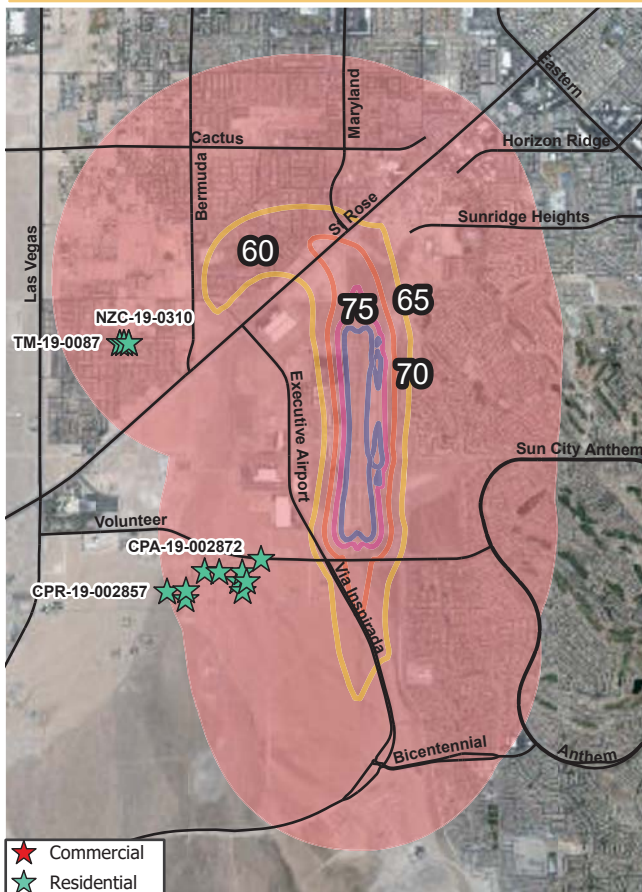 Eastern
Maryland
Cactus
Horizon Ridge
Bermuda
St Rose
Sunridge Heights
Las Vegas
60
65
75
NZC-19-0310
TM-19-0087
70
Executive Airport
Sun City Anthem
Volunteer
CPA-19-002872
CPR-19-002857
Via Inspirada
Bicentennial
Anthem
Commercial
Residential